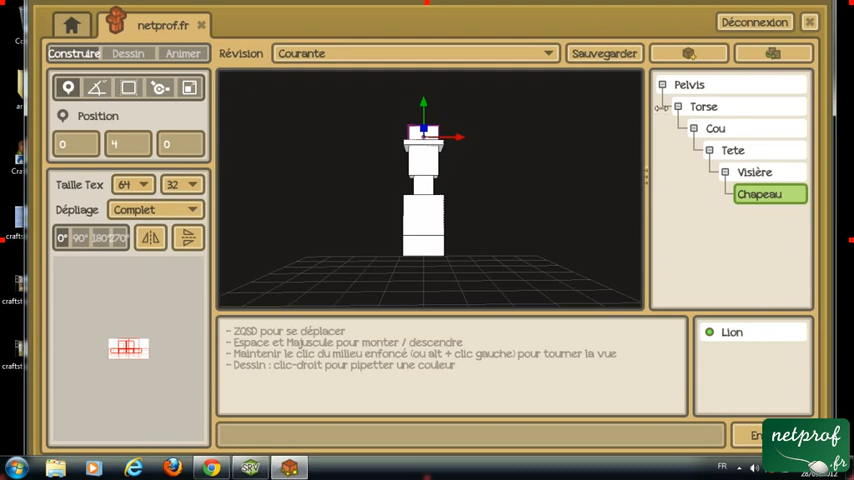 netprof.fr
Déconnexion
Construire Dessin Animer
Révision
Courante
Sauvegarder
Position
0 4 0
Taille Tex 64 32
Dépliage Complet
0° 90° 180° 270°
Pelvis
Torse
Cou
Tete
Visière
Chapeau
- ZQSD pour se déplacer
- Espace et Majuscule pour monter / descendre
- Maintenir le clic du milieu enfoncé (ou alt + clic gauche) pour tourner la vue
- Dessin : clic-droit pour pipetter une couleur
Lion
netprof
.fr
SRV
FR